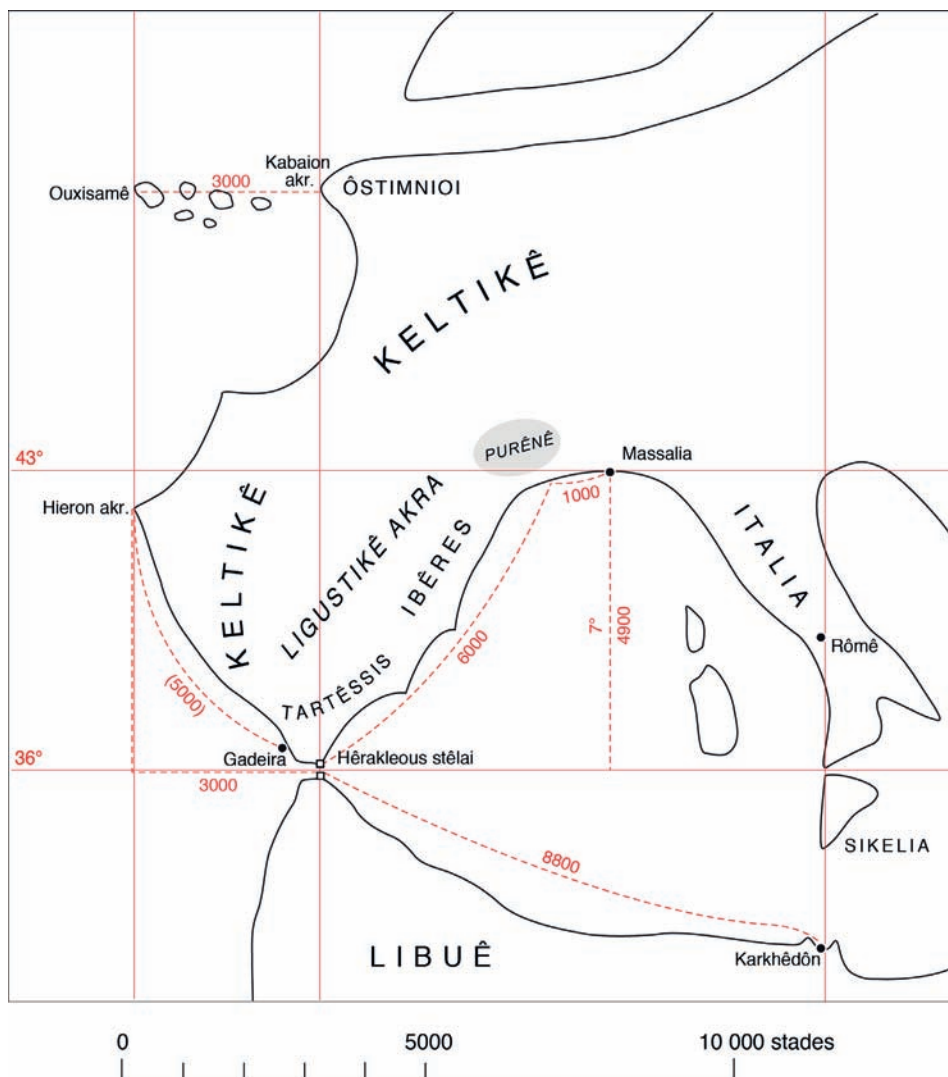 Kabaion
akr.
3000
Ouxisamê
ÔSTIMNIOI
KELTIKÊ
PURÊNÊ
43°
Massalia
1000
Hieron akr.
KELTIKÊ
LIGUSTIKÊ AKRA
IBÊRES
ITALIA
6000
7°
4900
Rômê
(5000)
TARTÊSSIS
Gadeira
Hêrakleous stêlai
36°
3000
8800
SIKELIA
LIBUÊ
Karkhêdôn
0 5000 10 000 stades